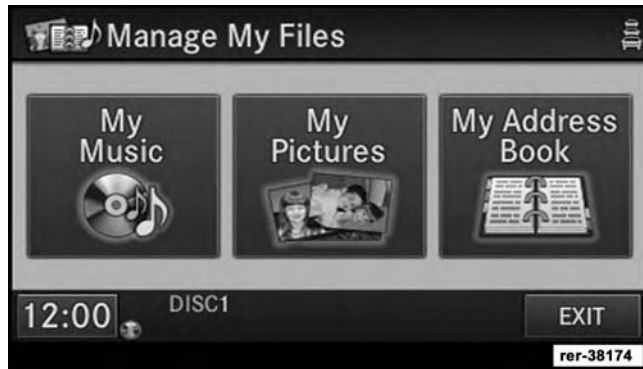 Manage My Files
My
Music
My
Pictures
My Address
Book
12:00
DISC1
EXIT
rer-38174